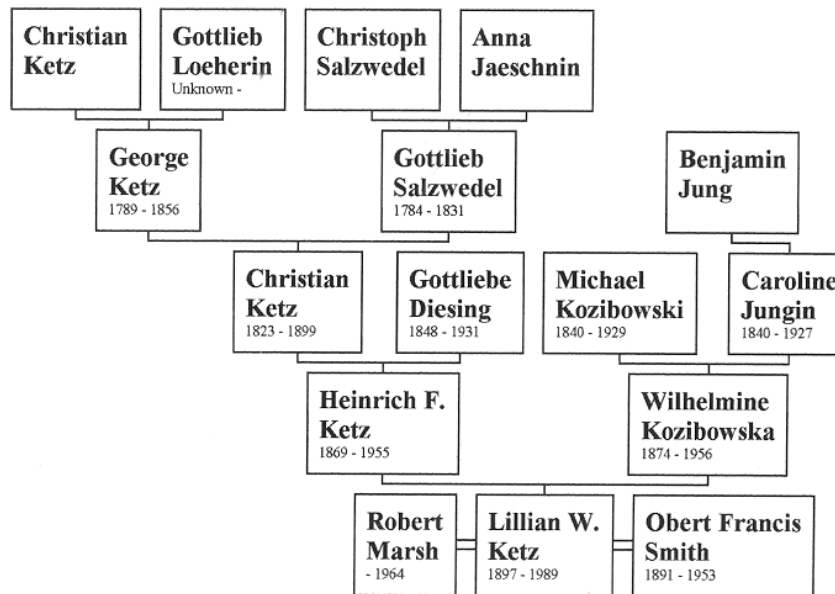 Christian
Ketz
Gottlieb
Loeherin
Unknown -
Christoph
Salzwedel
Anna
Jaeschnin
George
Ketz
1789 - 1856
Gottlieb
Salzwedel
1784 - 1831
Benjamin
Jung
Christian
Ketz
1823 - 1899
Gottliebe
Diesing
1848 - 1931
Michael
Kozibowski
1840 - 1929
Caroline
Jungin
1840 - 1927
Heinrich F.
Ketz
1869 - 1955
Wilhelmine
Kozibowska
1874 - 1956
Robert
Marsh
- 1964
Lillian W.
Ketz
1897 - 1989
Obert Francis
Smith
1891 - 1953